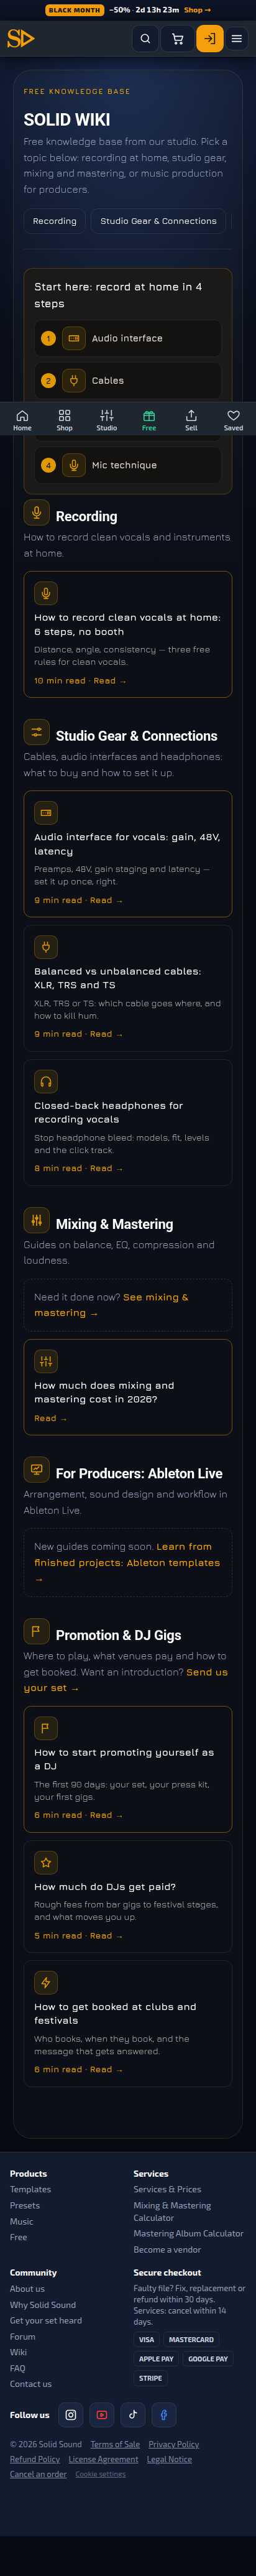 BLACK MONTH −50% · 2d 13h 23m Shop →
FREE KNOWLEDGE BASE
SOLID WIKI
Free knowledge base from our studio. Pick a
topic below: recording at home, studio gear,
mixing and mastering, or music production
for producers.
Recording
Studio Gear & Connections
Start here: record at home in 4
steps
1 Audio interface
2 Cables
Home
Shop
Studio
Free
Sell
Saved
4 Mic technique
Recording
How to record clean vocals and instruments
at home.
How to record clean vocals at home:
6 steps, no booth
Distance, angle, consistency — three free
rules for clean vocals.
10 min read · Read →
Studio Gear & Connections
Cables, audio interfaces and headphones:
what to buy and how to set it up.
Audio interface for vocals: gain, 48V,
latency
Preamps, 48V, gain staging and latency —
set it up once, right.
9 min read · Read →
Balanced vs unbalanced cables:
XLR, TRS and TS
XLR, TRS or TS: which cable goes where, and
how to kill hum.
9 min read · Read →
Closed-back headphones for
recording vocals
Stop headphone bleed: models, fit, levels
and the click track.
8 min read · Read →
Mixing & Mastering
Guides on balance, EQ, compression and
loudness.
Need it done now? See mixing &
mastering →
How much does mixing and
mastering cost in 2026?
Read →
For Producers: Ableton Live
Arrangement, sound design and workflow in
Ableton Live.
New guides coming soon. Learn from
finished projects: Ableton templates
→
Promotion & DJ Gigs
Where to play, what venues pay and how to
get booked. Want an introduction? Send us
your set →
How to start promoting yourself as
a DJ
The first 90 days: your set, your press kit,
your first gigs.
6 min read · Read →
How much do DJs get paid?
Rough fees from bar gigs to festival stages,
and what moves you up.
5 min read · Read →
How to get booked at clubs and
festivals
Who books, when they book, and the
message that gets answered.
6 min read · Read →
Products
Templates
Presets
Music
Free
Services
Services & Prices
Mixing & Mastering
Calculator
Mastering Album Calculator
Become a vendor
Community
About us
Why Solid Sound
Get your set heard
Forum
Wiki
FAQ
Contact us
Secure checkout
Faulty file? Fix, replacement or
refund within 30 days.
Services: cancel within 14
days.
VISA
MASTERCARD
APPLE PAY
GOOGLE PAY
STRIPE
Follow us
© 2026 Solid Sound Terms of Sale Privacy Policy
Refund Policy License Agreement Legal Notice
Cancel an order Cookie settings